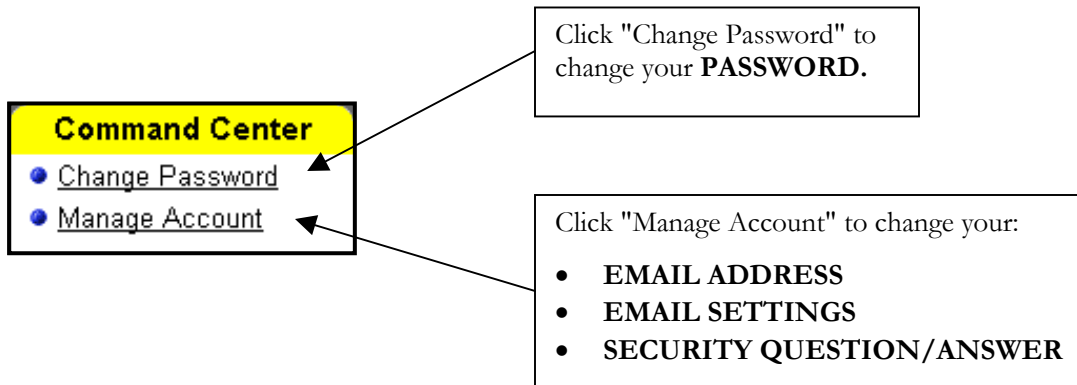 Click "Change Password" to
change your PASSWORD.
Command Center
Change Password
Manage Account
Click "Manage Account" to change your:
• EMAIL ADDRESS
• EMAIL SETTINGS
• SECURITY QUESTION/ANSWER